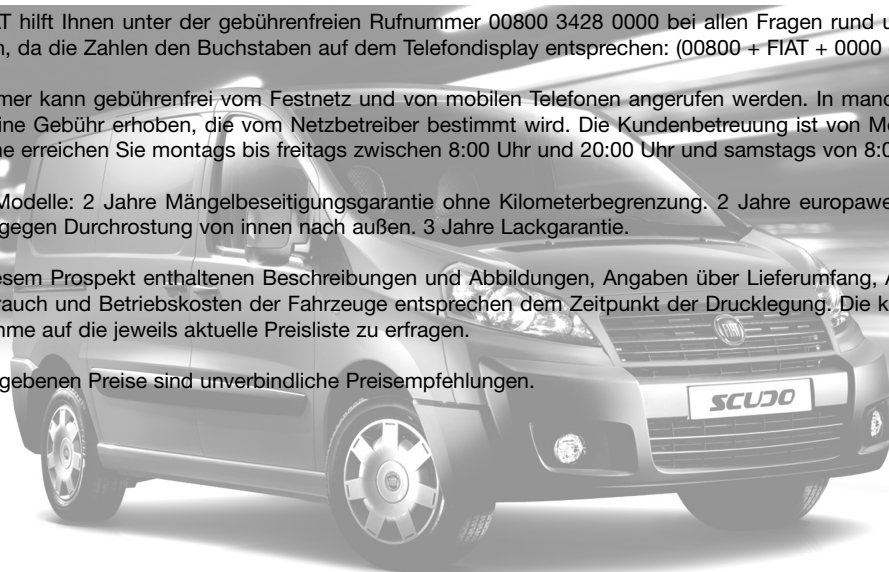 T hilft Ihnen unter der gebührenfreien Rufnummer 00800 3428 0000 bei allen Fragen rund u
n, da die Zahlen den Buchstaben auf dem Telefondisplay entsprechen: (00800 + FIAT + 0000
mer kann gebührenfrei vom Festnetz und von mobilen Telefonen angerufen werden. In manc
ine Gebühr erhoben, die vom Netzbetreiber bestimmt wird. Die Kundenbetreuung ist von Mo
ne erreichen Sie montags bis freitags zwischen 8:00 Uhr und 20:00 Uhr und samstags von 8:0
Modelle: 2 Jahre Mängelbeseitigungsgarantie ohne Kilometerbegrenzung. 2 Jahre europawe
gegen Durchrostung von innen nach außen. 3 Jahre Lackgarantie.
esem Prospekt enthaltenen Beschreibungen und Abbildungen, Angaben über Lieferumfang, A
rauch und Betriebskosten der Fahrzeuge entsprechen dem Zeitpunkt der Drucklegung. Die k
hme auf die jeweils aktuelle Preisliste zu erfragen.
gebenen Preise sind unverbindliche Preisempfehlungen.
FIAT
SCUDO